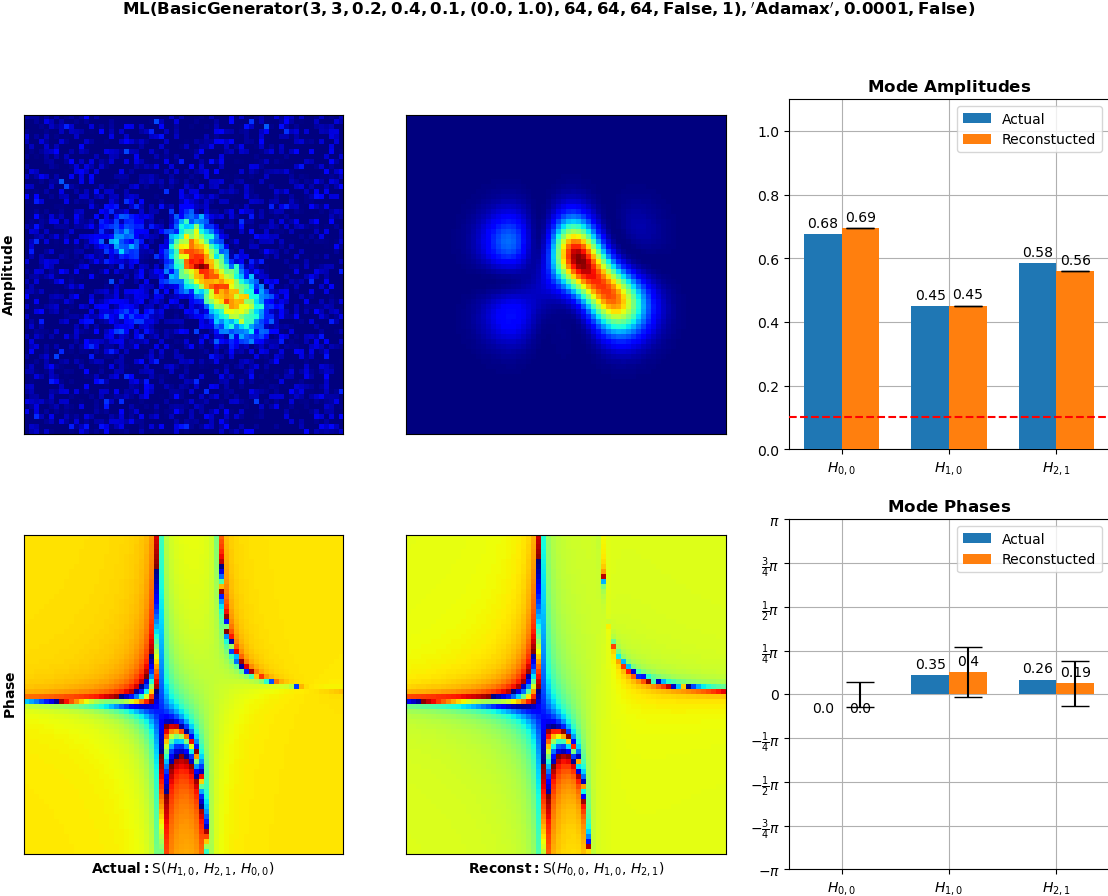 ML(BasicGenerator(3, 3, 0.2, 0.4, 0.1, (0.0, 1.0), 64, 64, 64, False, 1), ′Adamax′, 0.0001, False)
Amplitude
Mode Amplitudes
Actual
Reconstucted
1.0
0.8
0.6
0.4
0.2
0.0
0.68
0.69
0.45
0.45
0.58
0.56
H0,0
H1,0
H2,1
Phase
Actual: S(H1,0, H2,1, H0,0)
Reconst: S(H0,0, H1,0, H2,1)
Mode Phases
Actual
Reconstucted
π
3/4π
1/2π
1/4π
0
−1/4π
−1/2π
−3/4π
−π
0.0
0.0
0.35
0.4
0.26
0.19
H0,0
H1,0
H2,1